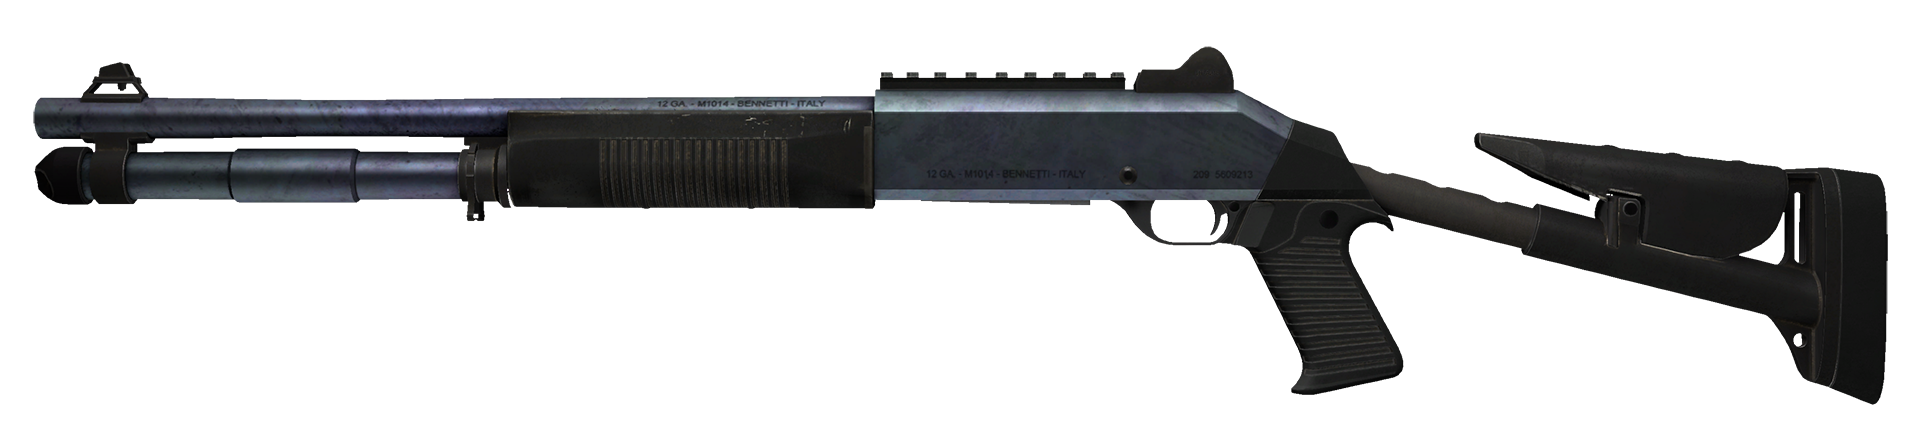 12 GA. - M1014 - BENNETTI - ITALY
12 GA. - M1014 - BENNETTI - ITALY
209 5609213